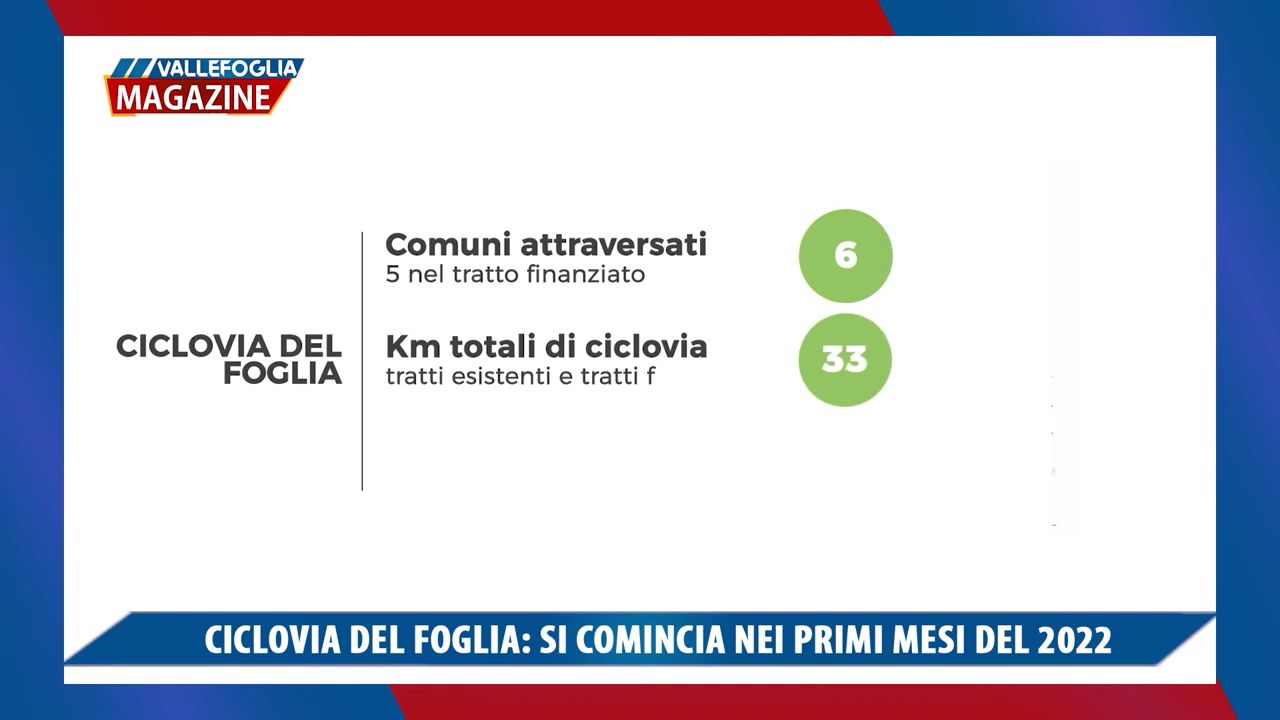 VALLEFOGLIA
MAGAZINE
CICLOVIA DEL
FOGLIA
Comuni attraversati
5 nel tratto finanziato
6
Km totali di ciclovia
tratti esistenti e tratti f
33
CICLOVIA DEL FOGLIA: SI COMINCIA NEI PRIMI MESI DEL 2022